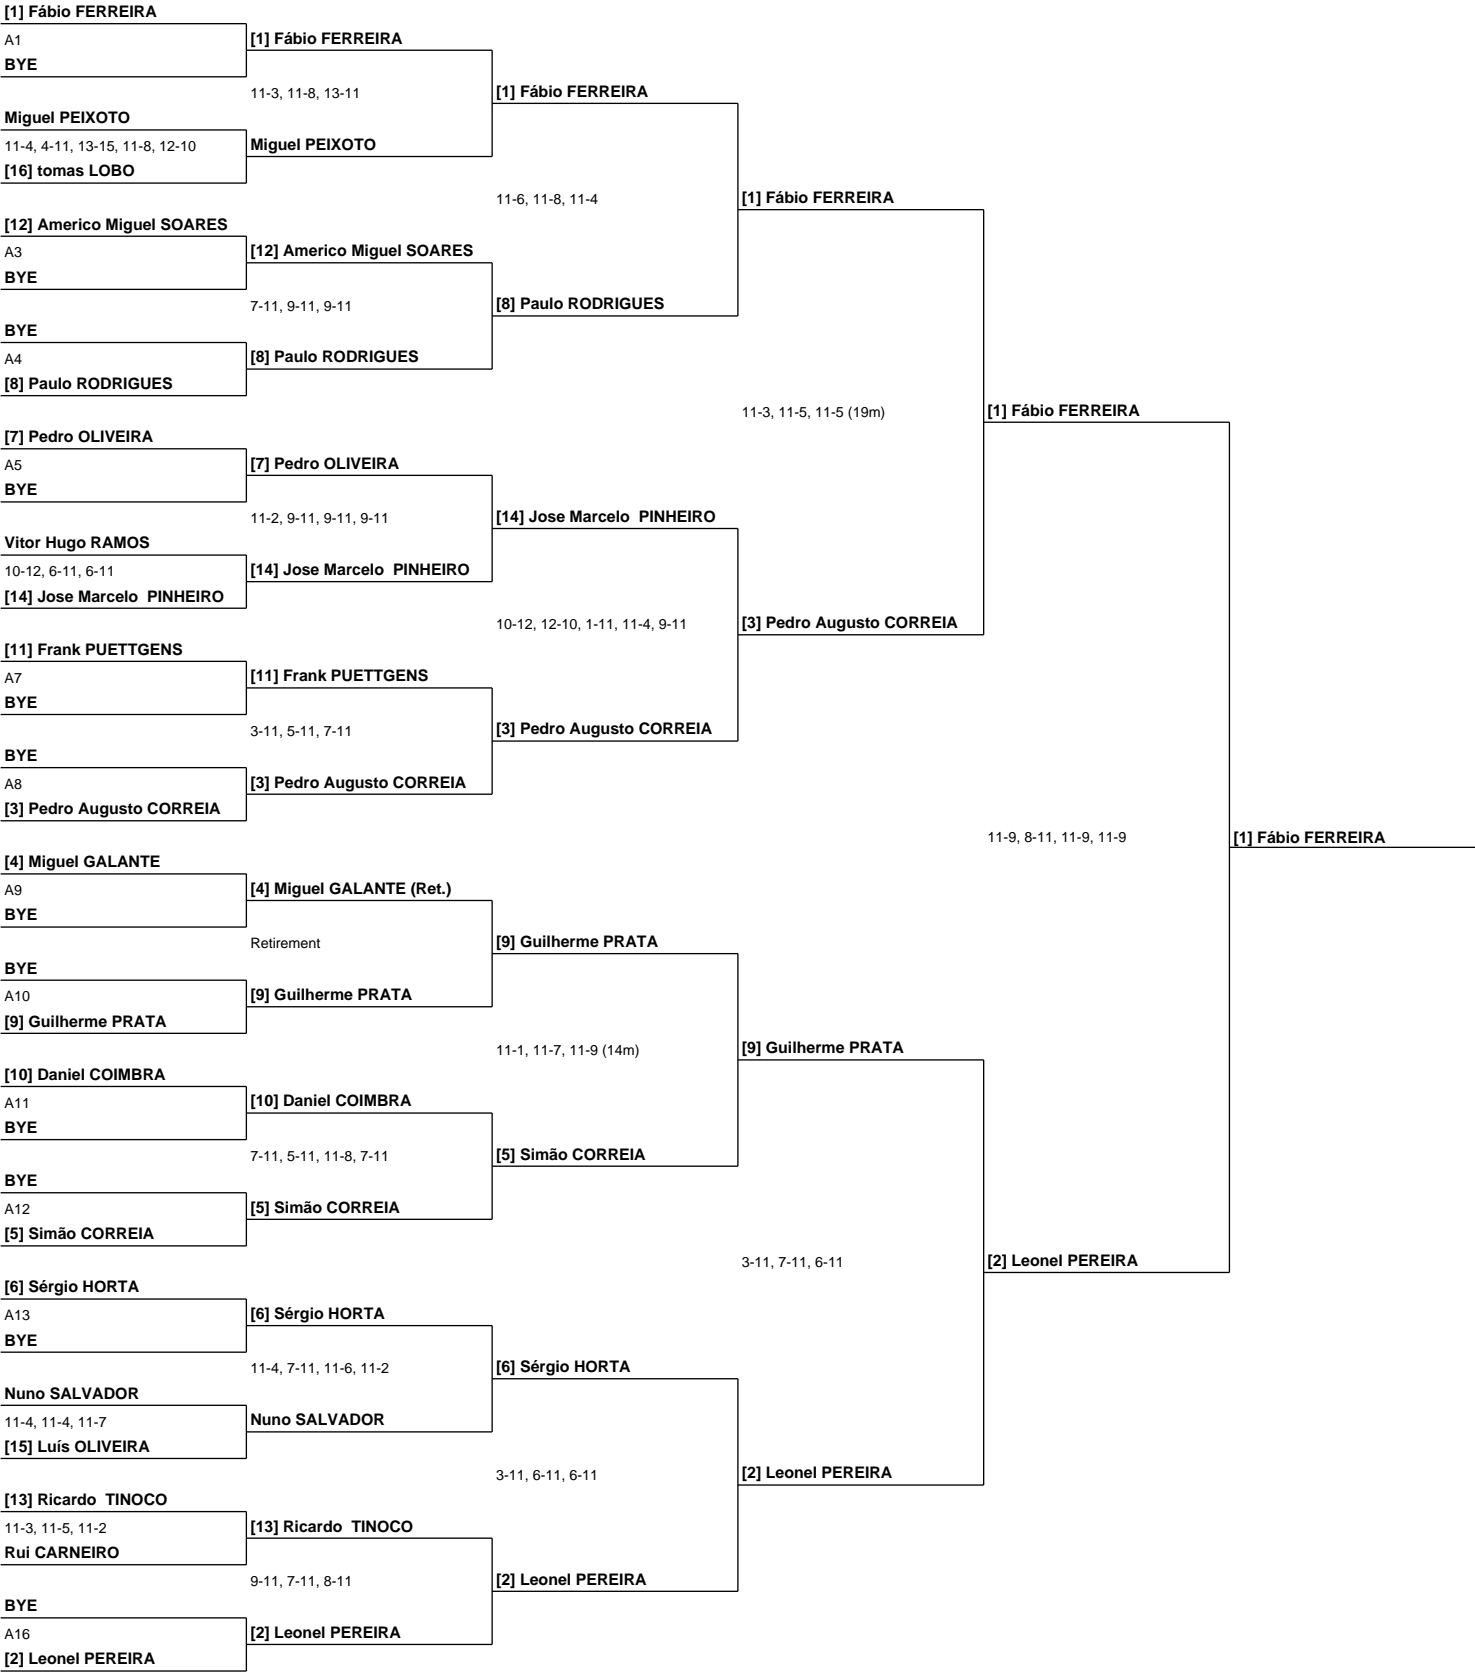 [1] Fábio FERREIRA
A1
BYE
Miguel PEIXOTO
11-4, 4-11, 13-15, 11-8, 12-10
[16] tomas LOBO
[12] Americo Miguel SOARES
A3
BYE
BYE
A4
[8] Paulo RODRIGUES
[7] Pedro OLIVEIRA
A5
BYE
Vitor Hugo RAMOS
10-12, 6-11, 6-11
[14] Jose Marcelo  PINHEIRO
[11] Frank PUETTGENS
A7
BYE
BYE
A8
[3] Pedro Augusto CORREIA
[4] Miguel GALANTE
A9
BYE
BYE
A10
[9] Guilherme PRATA
[10] Daniel COIMBRA
A11
BYE
BYE
A12
[5] Simão CORREIA
[6] Sérgio HORTA
A13
BYE
Nuno SALVADOR
11-4, 11-4, 11-7
[15] Luís OLIVEIRA
[13] Ricardo  TINOCO
11-3, 11-5, 11-2
Rui CARNEIRO
BYE
A16
[2] Leonel PEREIRA
[1] Fábio FERREIRA
11-3, 11-8, 13-11
Miguel PEIXOTO
[12] Americo Miguel SOARES
7-11, 9-11, 9-11
[8] Paulo RODRIGUES
[7] Pedro OLIVEIRA
11-2, 9-11, 9-11, 9-11
[14] Jose Marcelo  PINHEIRO
[11] Frank PUETTGENS
3-11, 5-11, 7-11
[3] Pedro Augusto CORREIA
[4] Miguel GALANTE (Ret.)
Retirement
[9] Guilherme PRATA
[10] Daniel COIMBRA
7-11, 5-11, 11-8, 7-11
[5] Simão CORREIA
[6] Sérgio HORTA
11-4, 7-11, 11-6, 11-2
Nuno SALVADOR
[13] Ricardo  TINOCO
9-11, 7-11, 8-11
[2] Leonel PEREIRA
[1] Fábio FERREIRA
11-6, 11-8, 11-4
[8] Paulo RODRIGUES
[14] Jose Marcelo  PINHEIRO
10-12, 12-10, 1-11, 11-4, 9-11
[3] Pedro Augusto CORREIA
[9] Guilherme PRATA
11-1, 11-7, 11-9 (14m)
[5] Simão CORREIA
[6] Sérgio HORTA
3-11, 6-11, 6-11
[2] Leonel PEREIRA
[1] Fábio FERREIRA
11-3, 11-5, 11-5 (19m)
[3] Pedro Augusto CORREIA
[9] Guilherme PRATA
3-11, 7-11, 6-11
[2] Leonel PEREIRA
[1] Fábio FERREIRA
11-9, 8-11, 11-9, 11-9
[2] Leonel PEREIRA
[1] Fábio FERREIRA